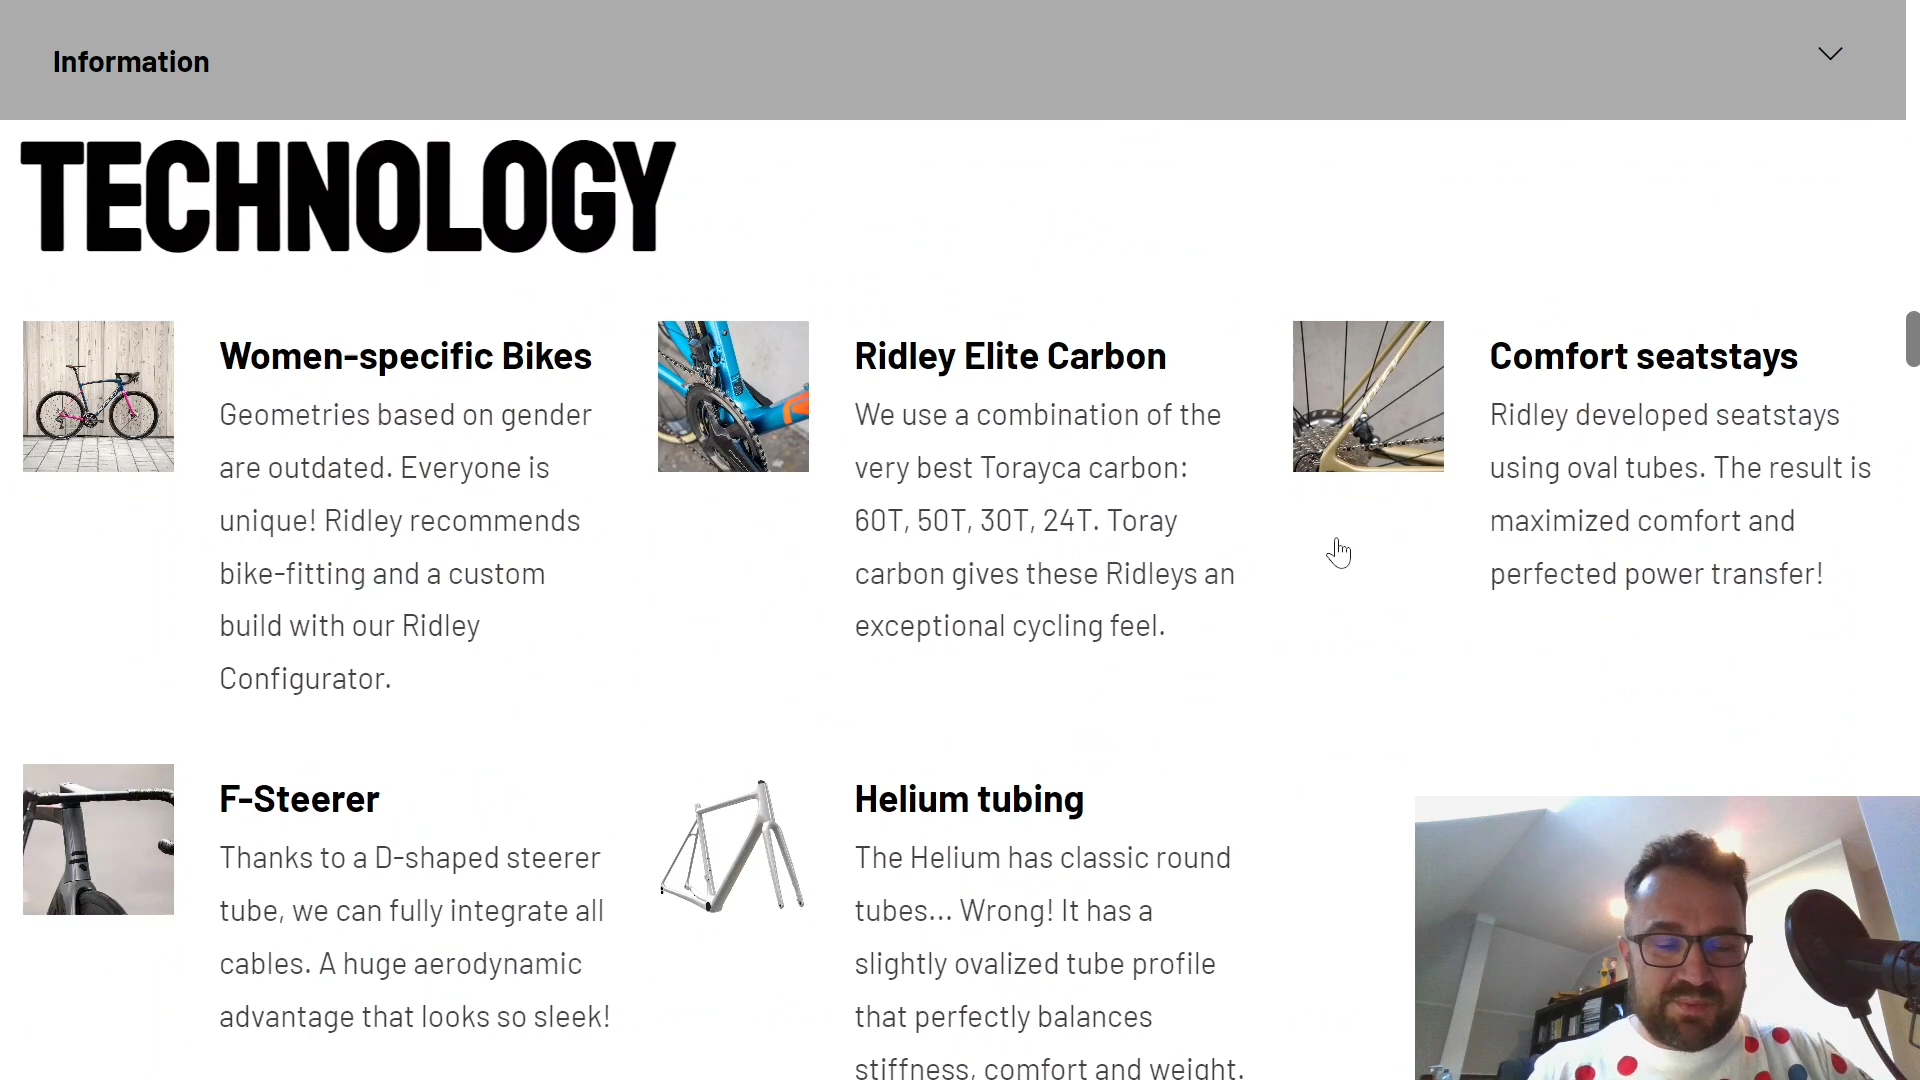 Information
TECHNOLOGY
Women-specific Bikes
Geometries based on gender
are outdated. Everyone is
unique! Ridley recommends
bike-fitting and a custom
build with our Ridley
Configurator.
Ridley Elite Carbon
We use a combination of the
very best Torayca carbon:
60T, 50T, 30T, 24T. Toray
carbon gives these Ridleys an
exceptional cycling feel.
Comfort seatstays
Ridley developed seatstays
using oval tubes. The result is
maximized comfort and
perfected power transfer!
F-Steerer
Thanks to a D-shaped steerer
tube, we can fully integrate all
cables. A huge aerodynamic
advantage that looks so sleek!
Helium tubing
The Helium has classic round
tubes... Wrong! It has a
slightly ovalized tube profile
that perfectly balances
stiffness, comfort and weight.